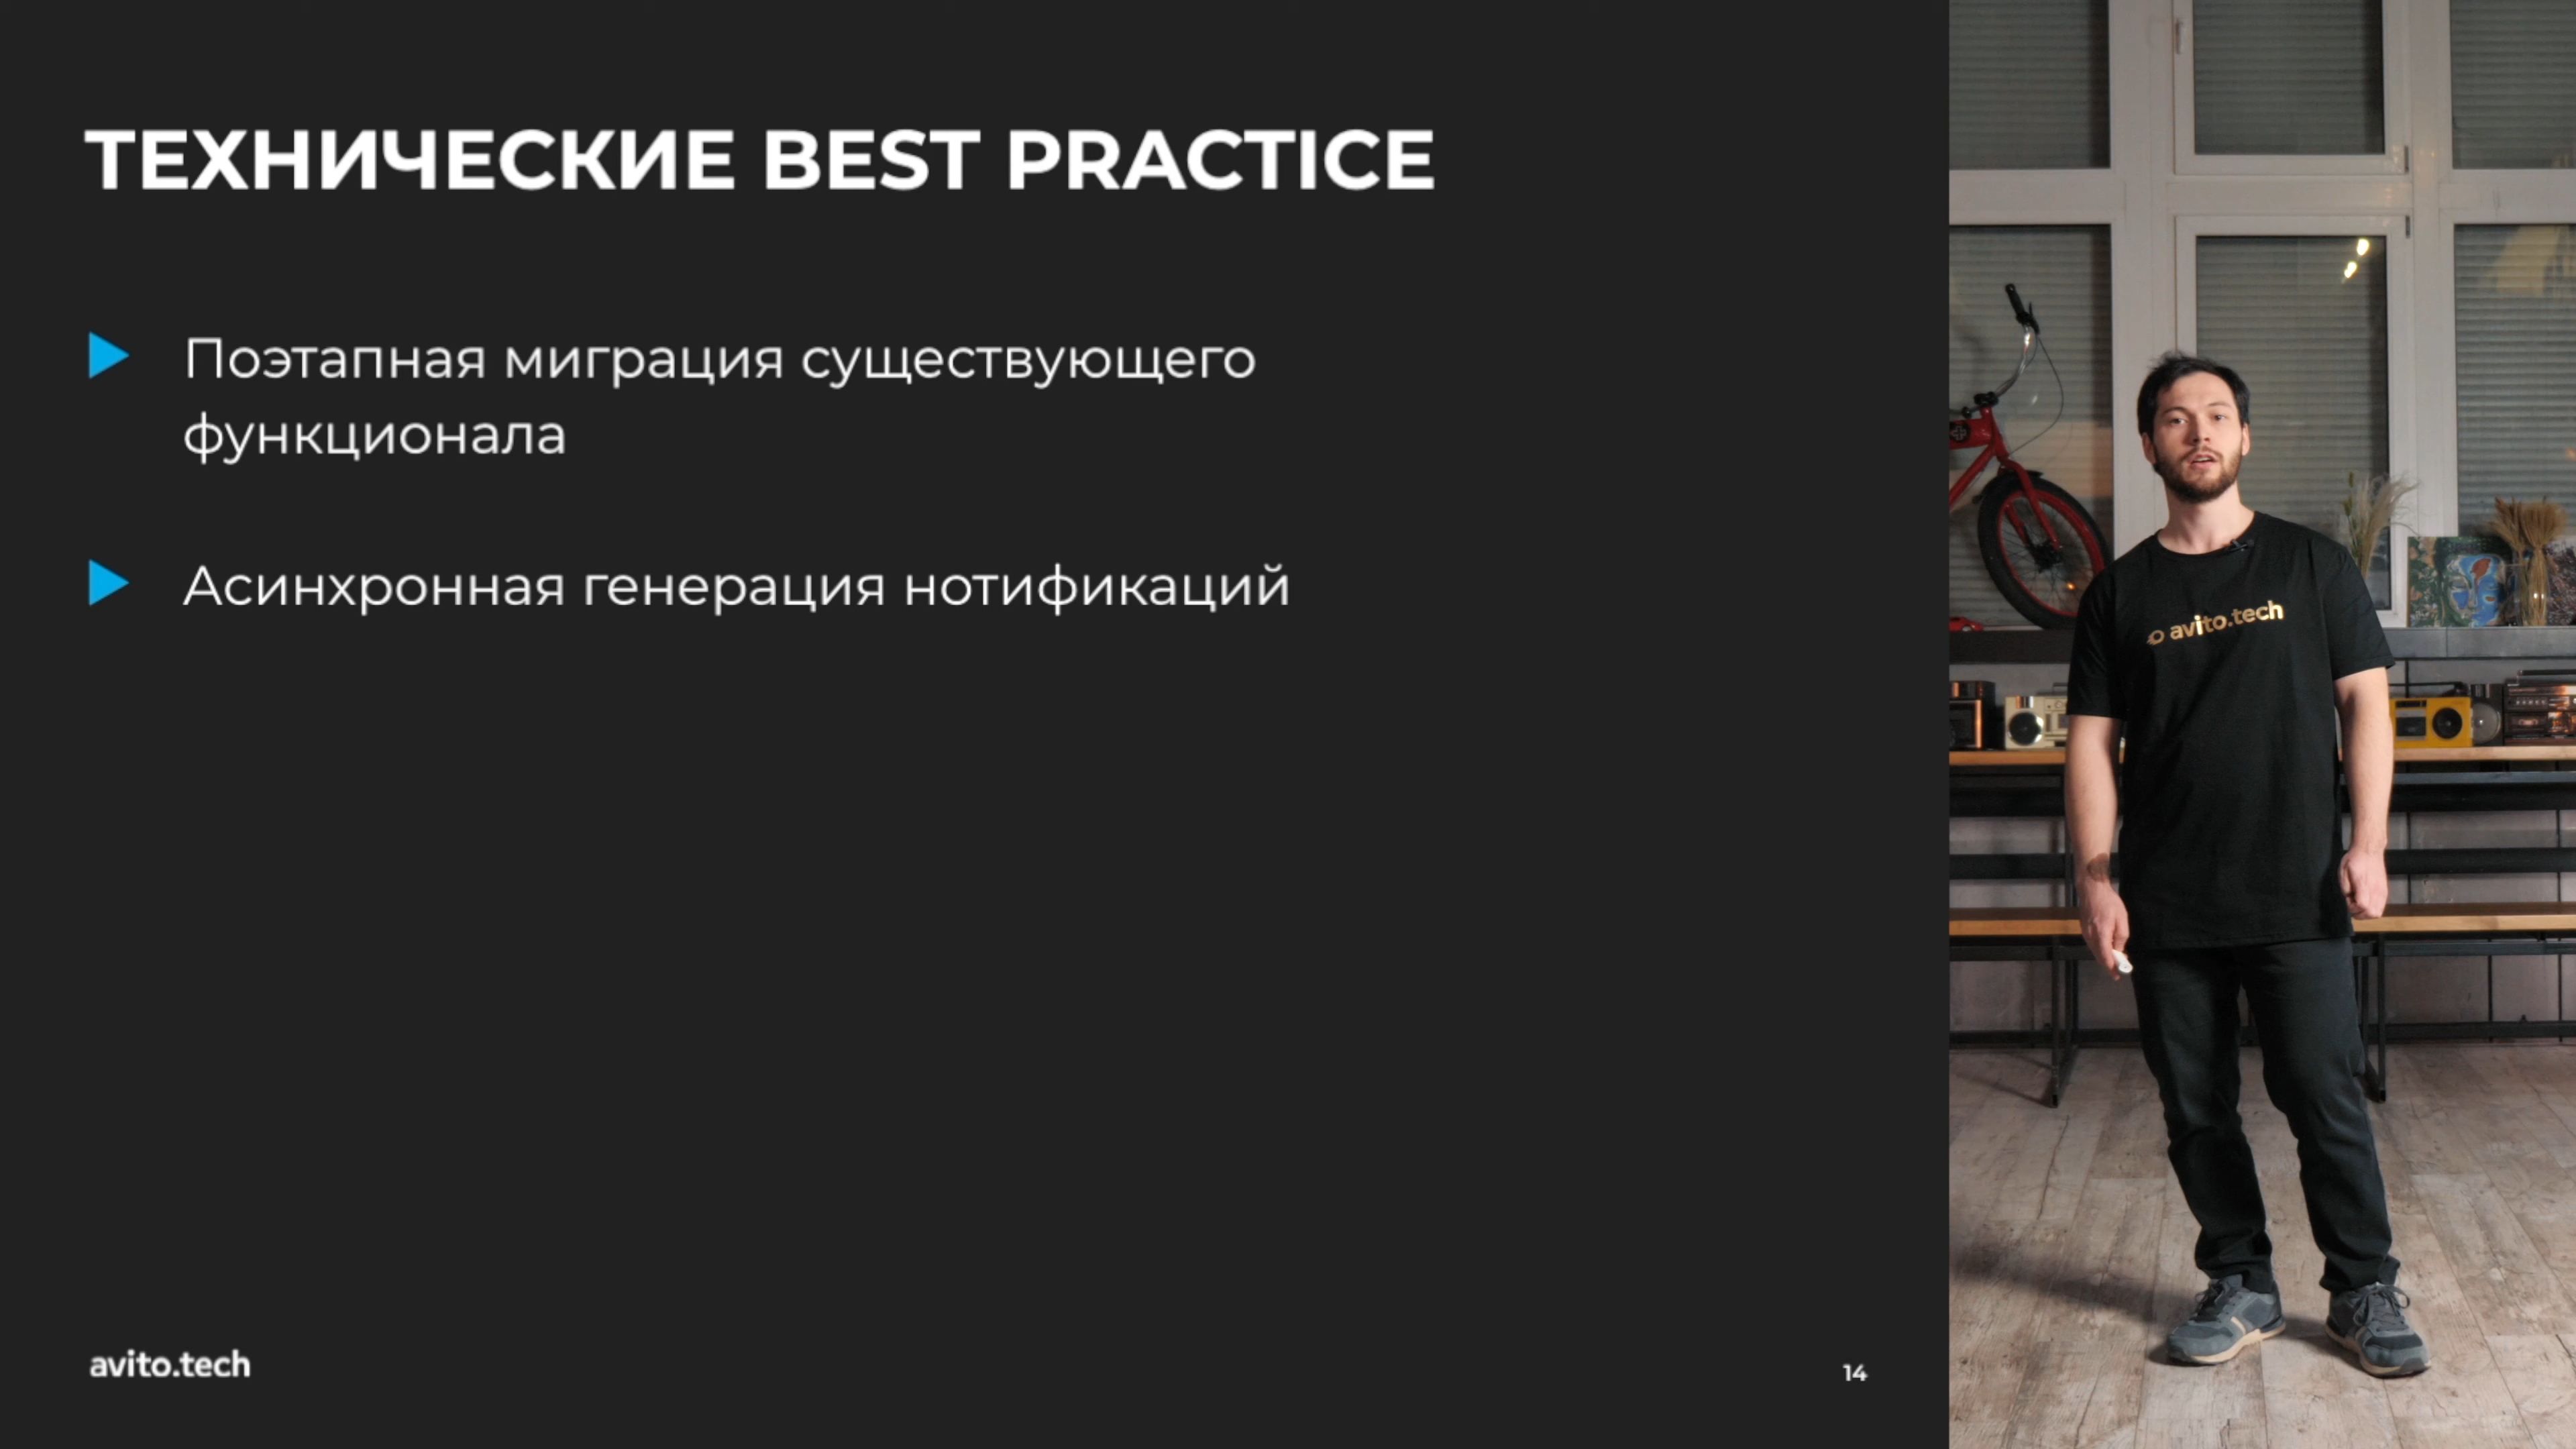 ТЕХНИЧЕСКИЕ BEST PRACTICE
Поэтапная миграция существующего
функционала
Асинхронная генерация нотификаций
avito.tech
14
avito.tech